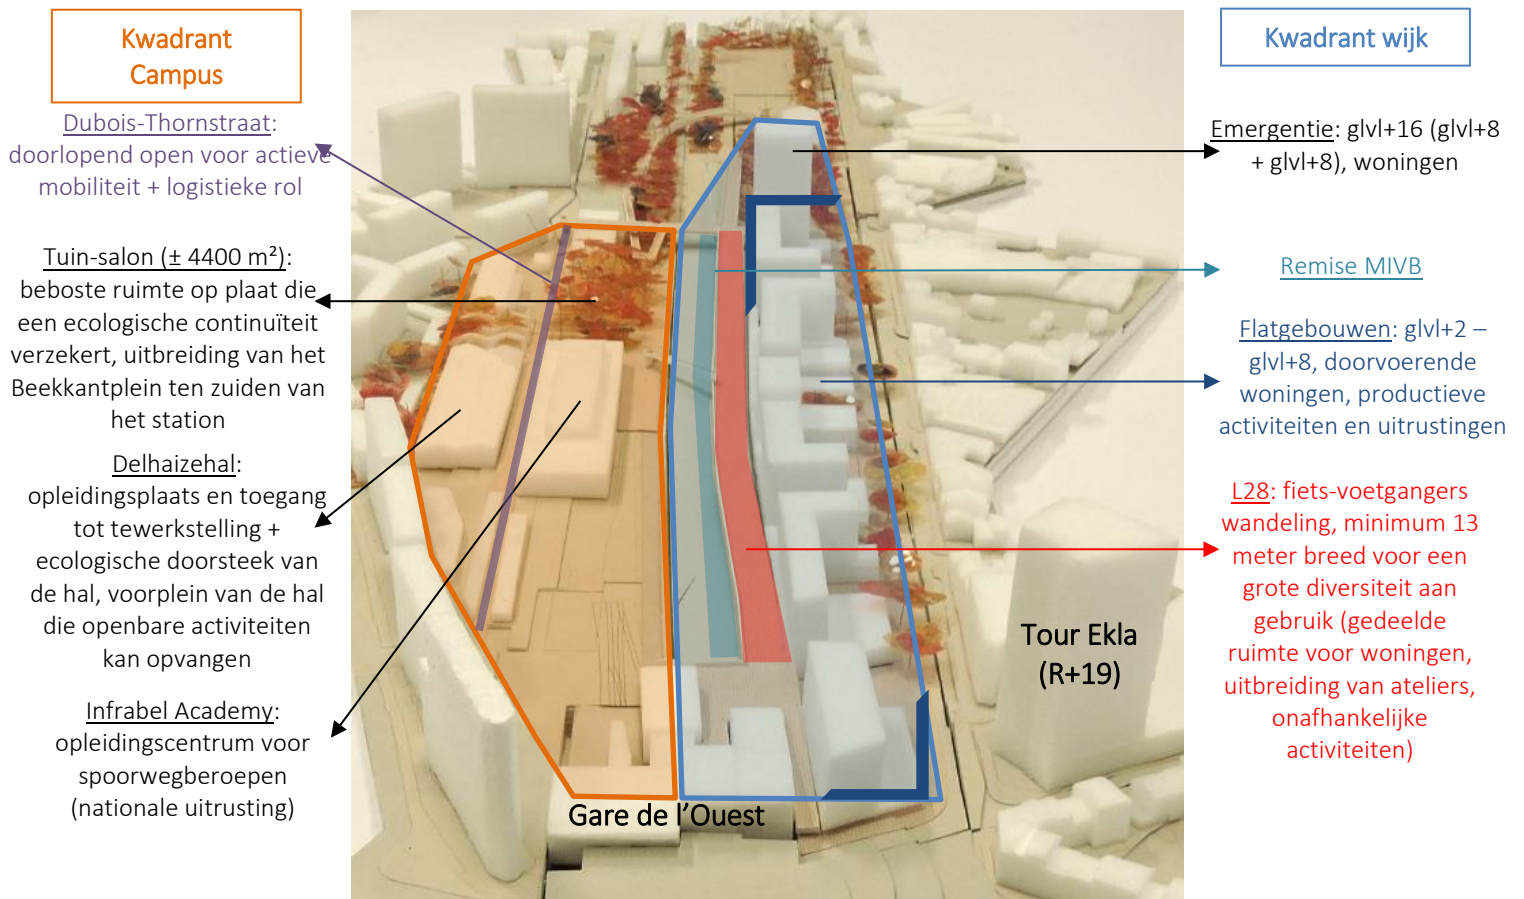 Kwadrant
Campus
Dubois-Thornstraat:
doorlopend open voor actieve
mobiliteit + logistieke rol
Tuin-salon (± 4400 m²):
beboste ruimte op plaat die
een ecologische continuïteit
verzekert, uitbreiding van het
Beekkantplein ten zuiden van
het station
Delhaizehal:
opleidingsplaats en toegang
tot tewerkstelling +
ecologische doorsteek van
de hal, voorplein van de hal
die openbare activiteiten
kan opvangen
Infrabel Academy:
opleidingscentrum voor
spoorwegberoepen
(nationale uitrusting)
Gare de l’Ouest
Tour Ekla
(R+19)
Kwadrant wijk
Emergentie: glvl+16 (glvl+8
+ glvl+8), woningen
Remise MIVB
Flatgebouwen: glvl+2 –
glvl+8, doorvoerende
woningen, productieve
activiteiten en uitrustingen
L28: fiets-voetgangers
wandeling, minimum 13
meter breed voor een
grote diversiteit aan
gebruik (gedeelde
ruimte voor woningen,
uitbreiding van ateliers,
onafhankelijke
activiteiten)